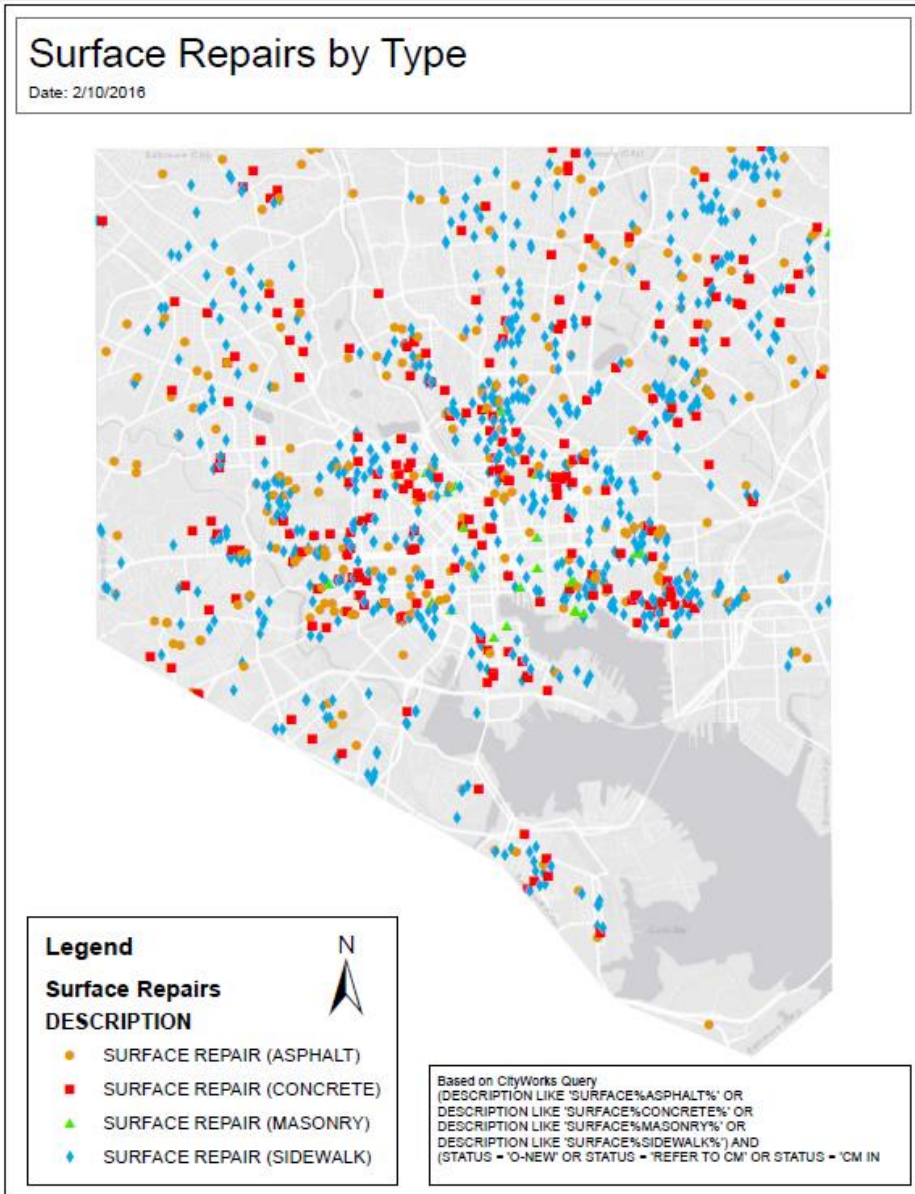 Surface Repairs by Type
Date: 2/10/2016
Legend
N
Surface Repairs
DESCRIPTION
SURFACE REPAIR (ASPHALT)
SURFACE REPAIR (CONCRETE)
SURFACE REPAIR (MASONRY)
SURFACE REPAIR (SIDEWALK)
Based on CityWorks Query
(DESCRIPTION LIKE 'SURFACE%ASPHALT%' OR
DESCRIPTION LIKE 'SURFACE%CONCRETE%' OR
DESCRIPTION LIKE 'SURFACE%MASONRY%' OR
DESCRIPTION LIKE 'SURFACE%SIDEWALK%') AND
(STATUS = 'O-NEW' OR STATUS = 'REFER TO CM' OR STATUS = 'CM IN